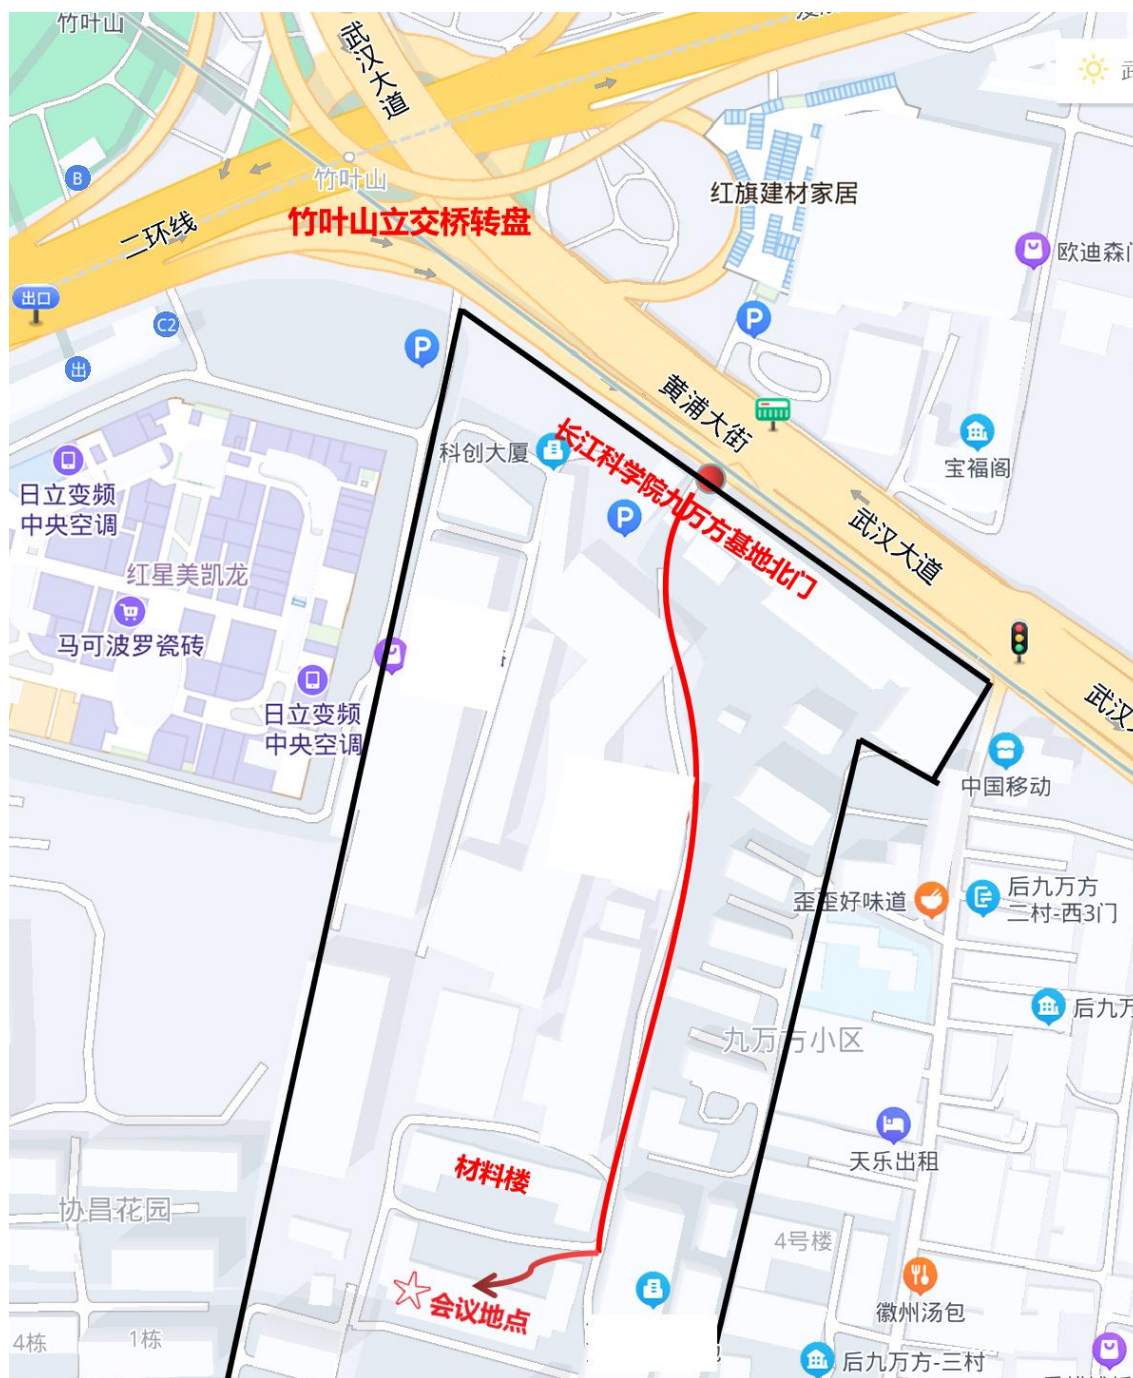 竹叶山
武汉大道
竹叶山
B
二环线
竹叶山立交桥转盘
红旗建材家居
欧迪森
出口
C2
出
P
P
黄浦大街
科创大厦
长江科学院九万方基地北门
宝福阁
日立变频
中央空调
P
武汉大道
红星美凯龙
马可波罗瓷砖
日立变频
中央空调
武汉
中国移动
歪歪好味道
后九万方
二村-西3门
后九万
九万方小区
天乐出租
材料楼
协昌花园
4号楼
会议地点
徽州汤包
4栋
1栋
后九万方-三村